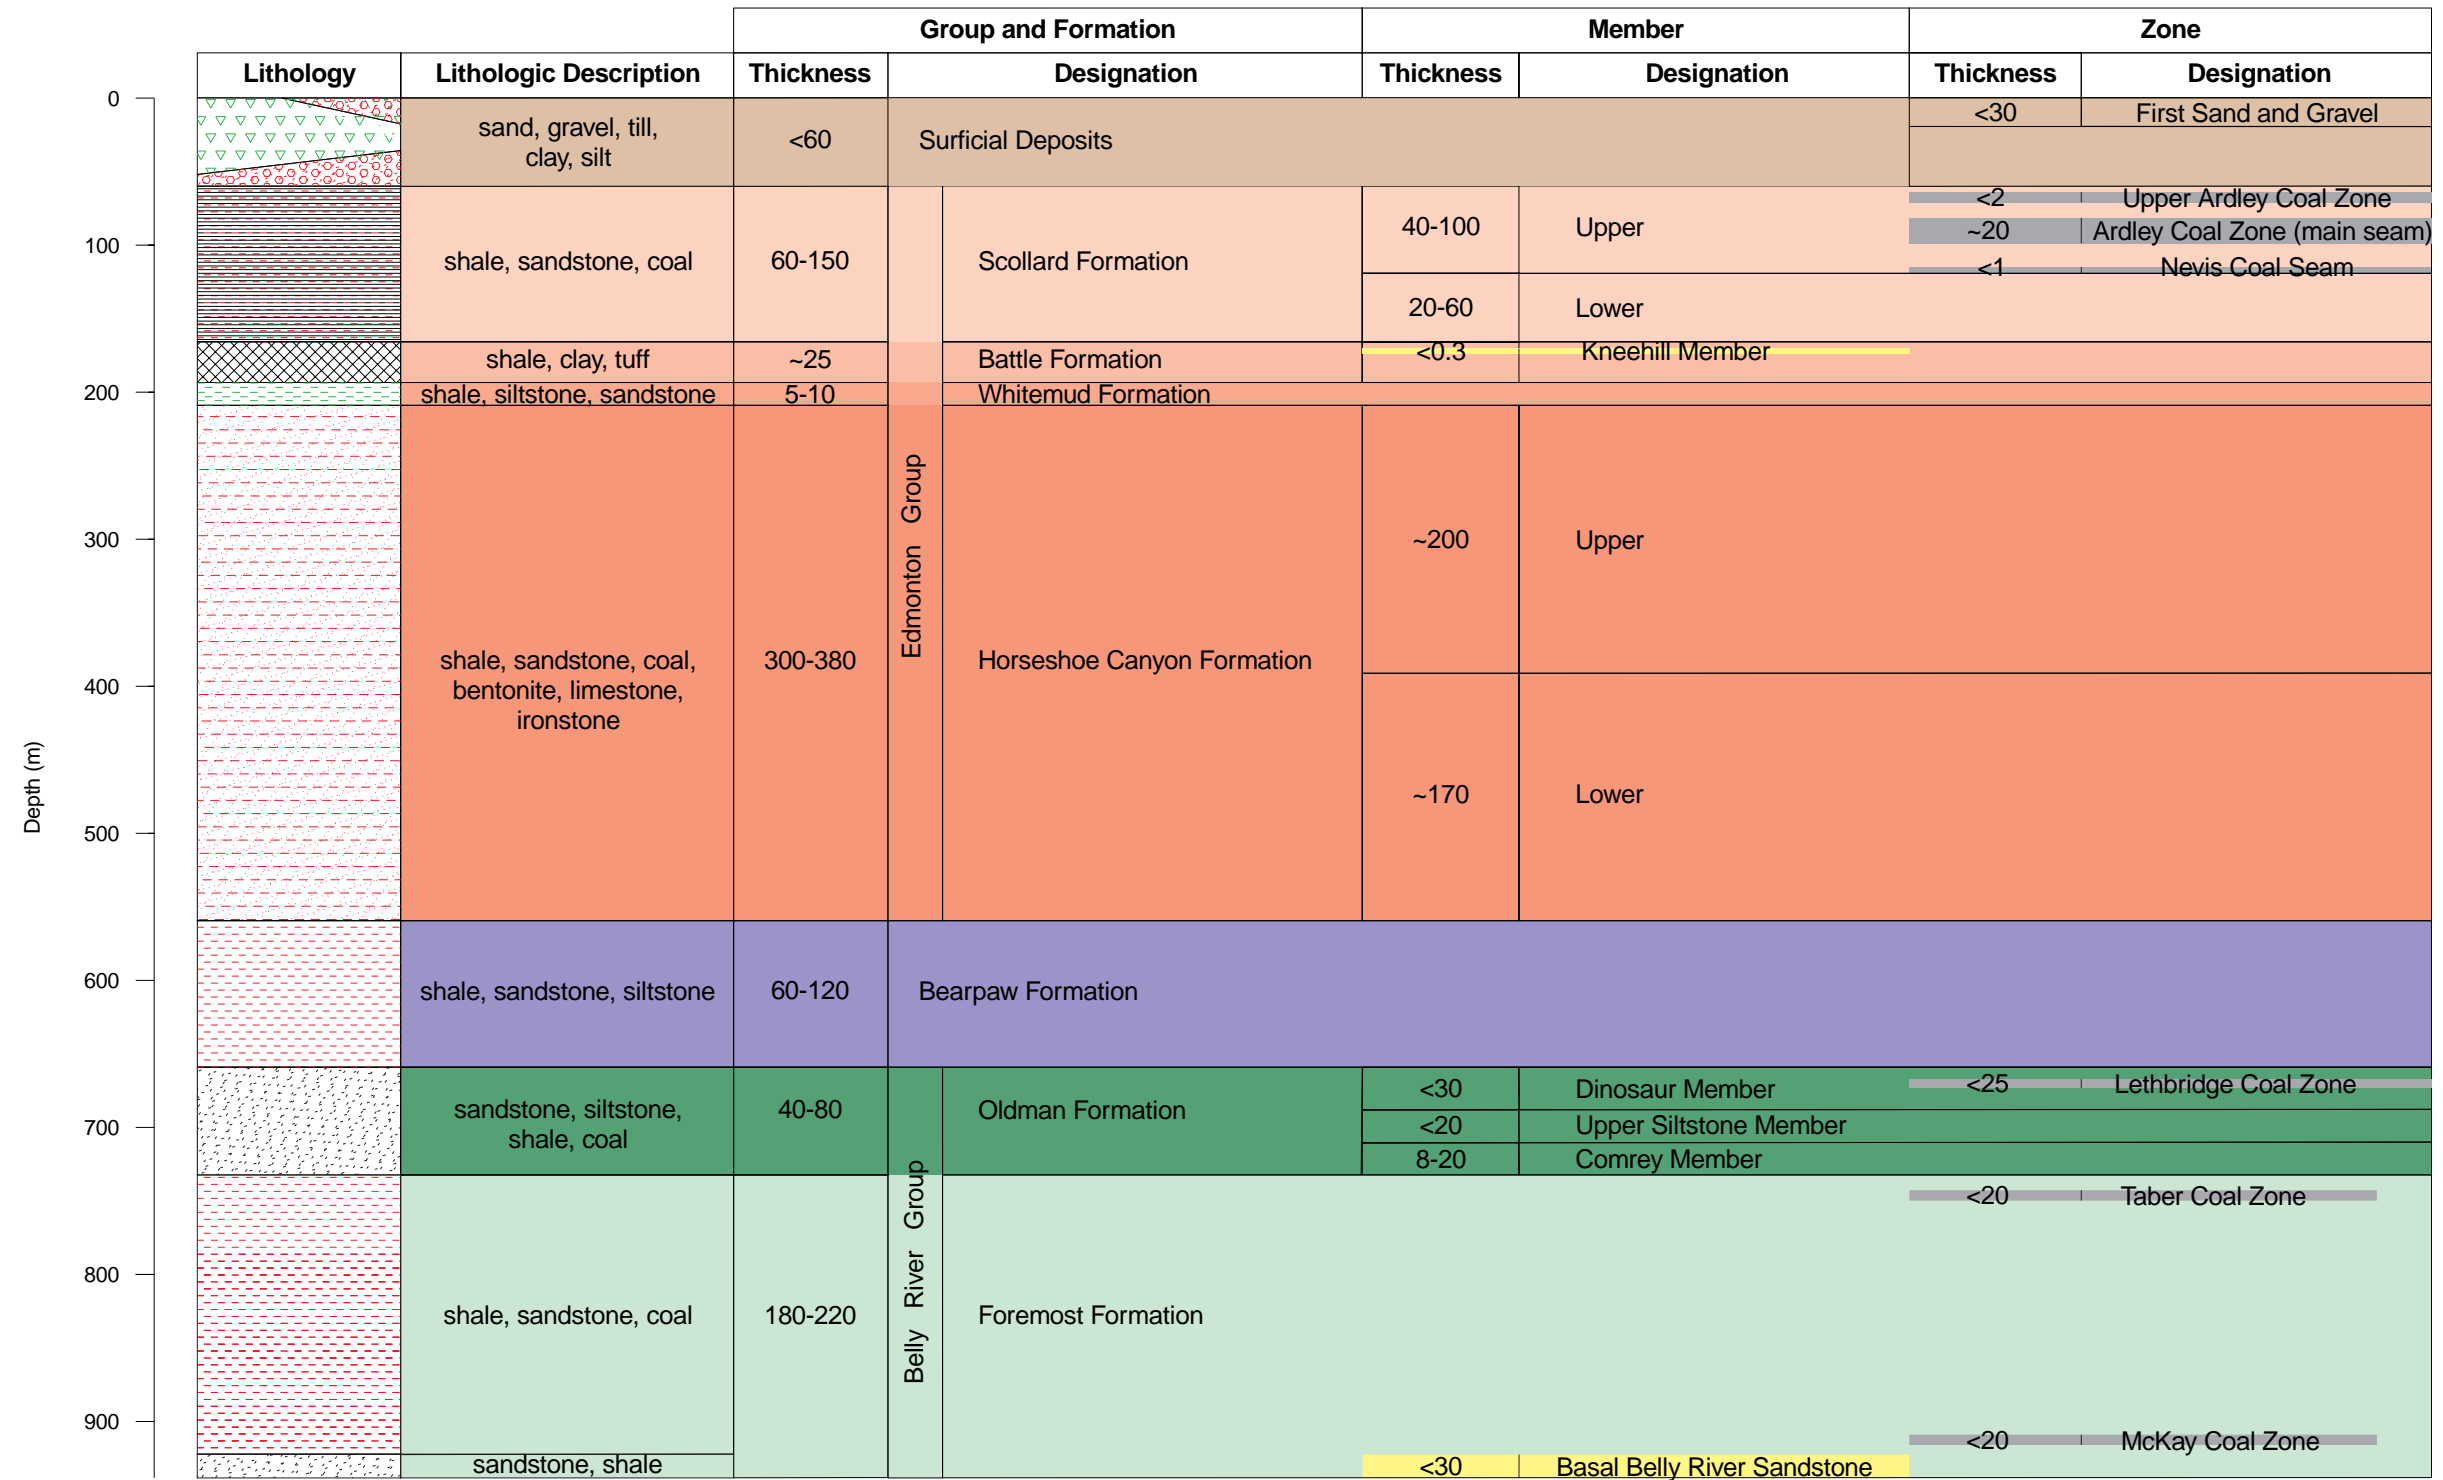 Group and Formation
Member
Zone
Lithology
Lithologic Description
Thickness
Designation
Thickness
Designation
Thickness
Designation
0
100
200
300
400
500
600
700
800
900
Depth (m)
sand, gravel, till,
clay, silt
<60
Surficial Deposits
<30
First Sand and Gravel
shale, sandstone, coal
60-150
Edmonton Group
Scollard Formation
40-100
Upper
<2
Upper Ardley Coal Zone
~20
Ardley Coal Zone (main seam)
<1
Nevis Coal Seam
20-60
Lower
shale, clay, tuff
~25
Battle Formation
<0.3
Kneehill Member
shale, siltstone, sandstone
5-10
Whitemud Formation
shale, sandstone, coal,
bentonite, limestone,
ironstone
300-380
Horseshoe Canyon Formation
~200
Upper
~170
Lower
shale, sandstone, siltstone
60-120
Bearpaw Formation
sandstone, siltstone,
shale, coal
40-80
Belly River Group
Oldman Formation
<30
Dinosaur Member
<25
Lethbridge Coal Zone
<20
Upper Siltstone Member
8-20
Comrey Member
shale, sandstone, coal
180-220
Foremost Formation
<20
Taber Coal Zone
<20
McKay Coal Zone
sandstone, shale
<30
Basal Belly River Sandstone